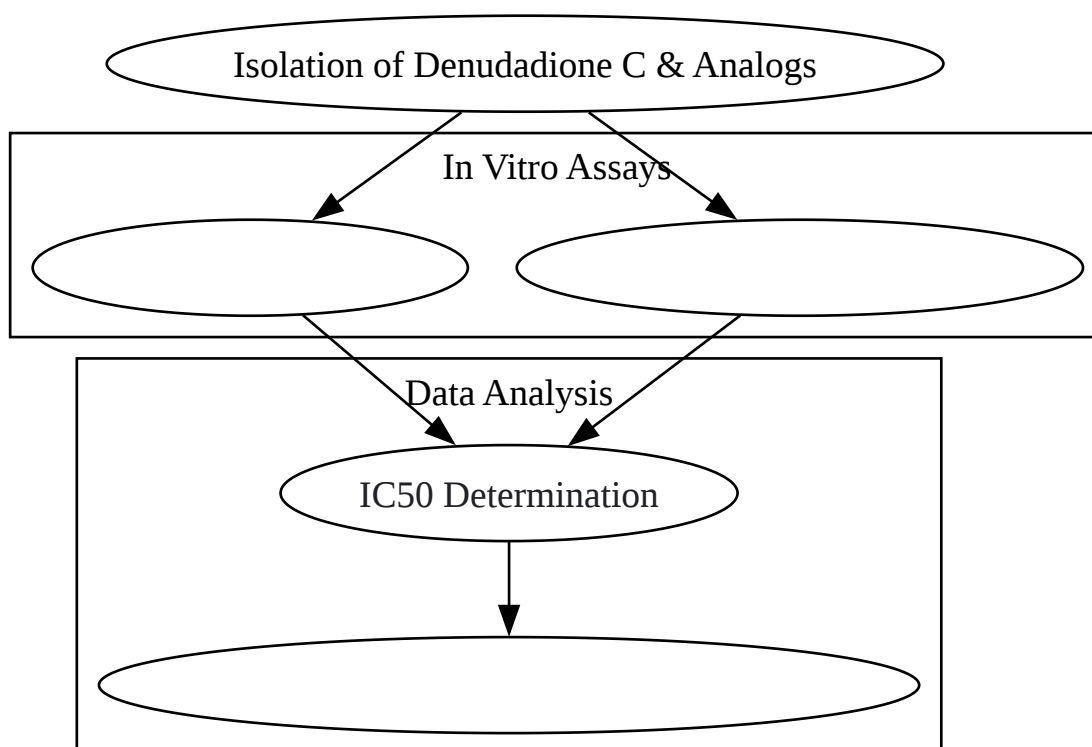 Isolation of Denudadione C & Analogs
In Vitro Assays
Data Analysis
IC50 Determination